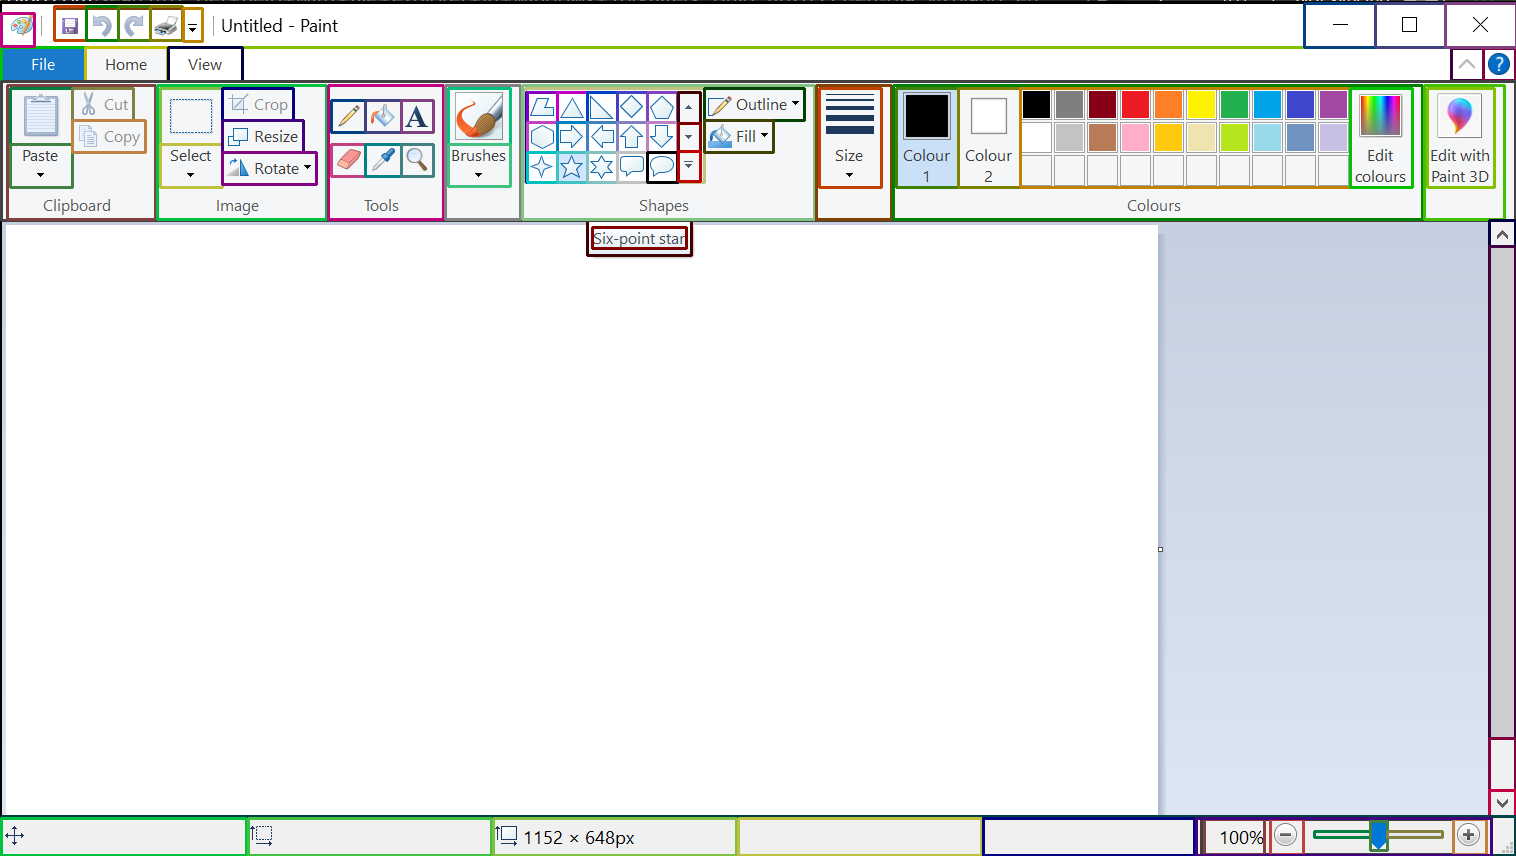 Untitled - Paint
File
Home
View
Paste
Cut
Copy
Clipboard
Select
Crop
Resize
Rotate
Image
A
Tools
Brushes
Outline
Fill
Shapes
Size
Colour
1
Colour
2
Edit
colours
Colours
Edit with
Paint 3D
Six-point star
1152 × 648px
100%